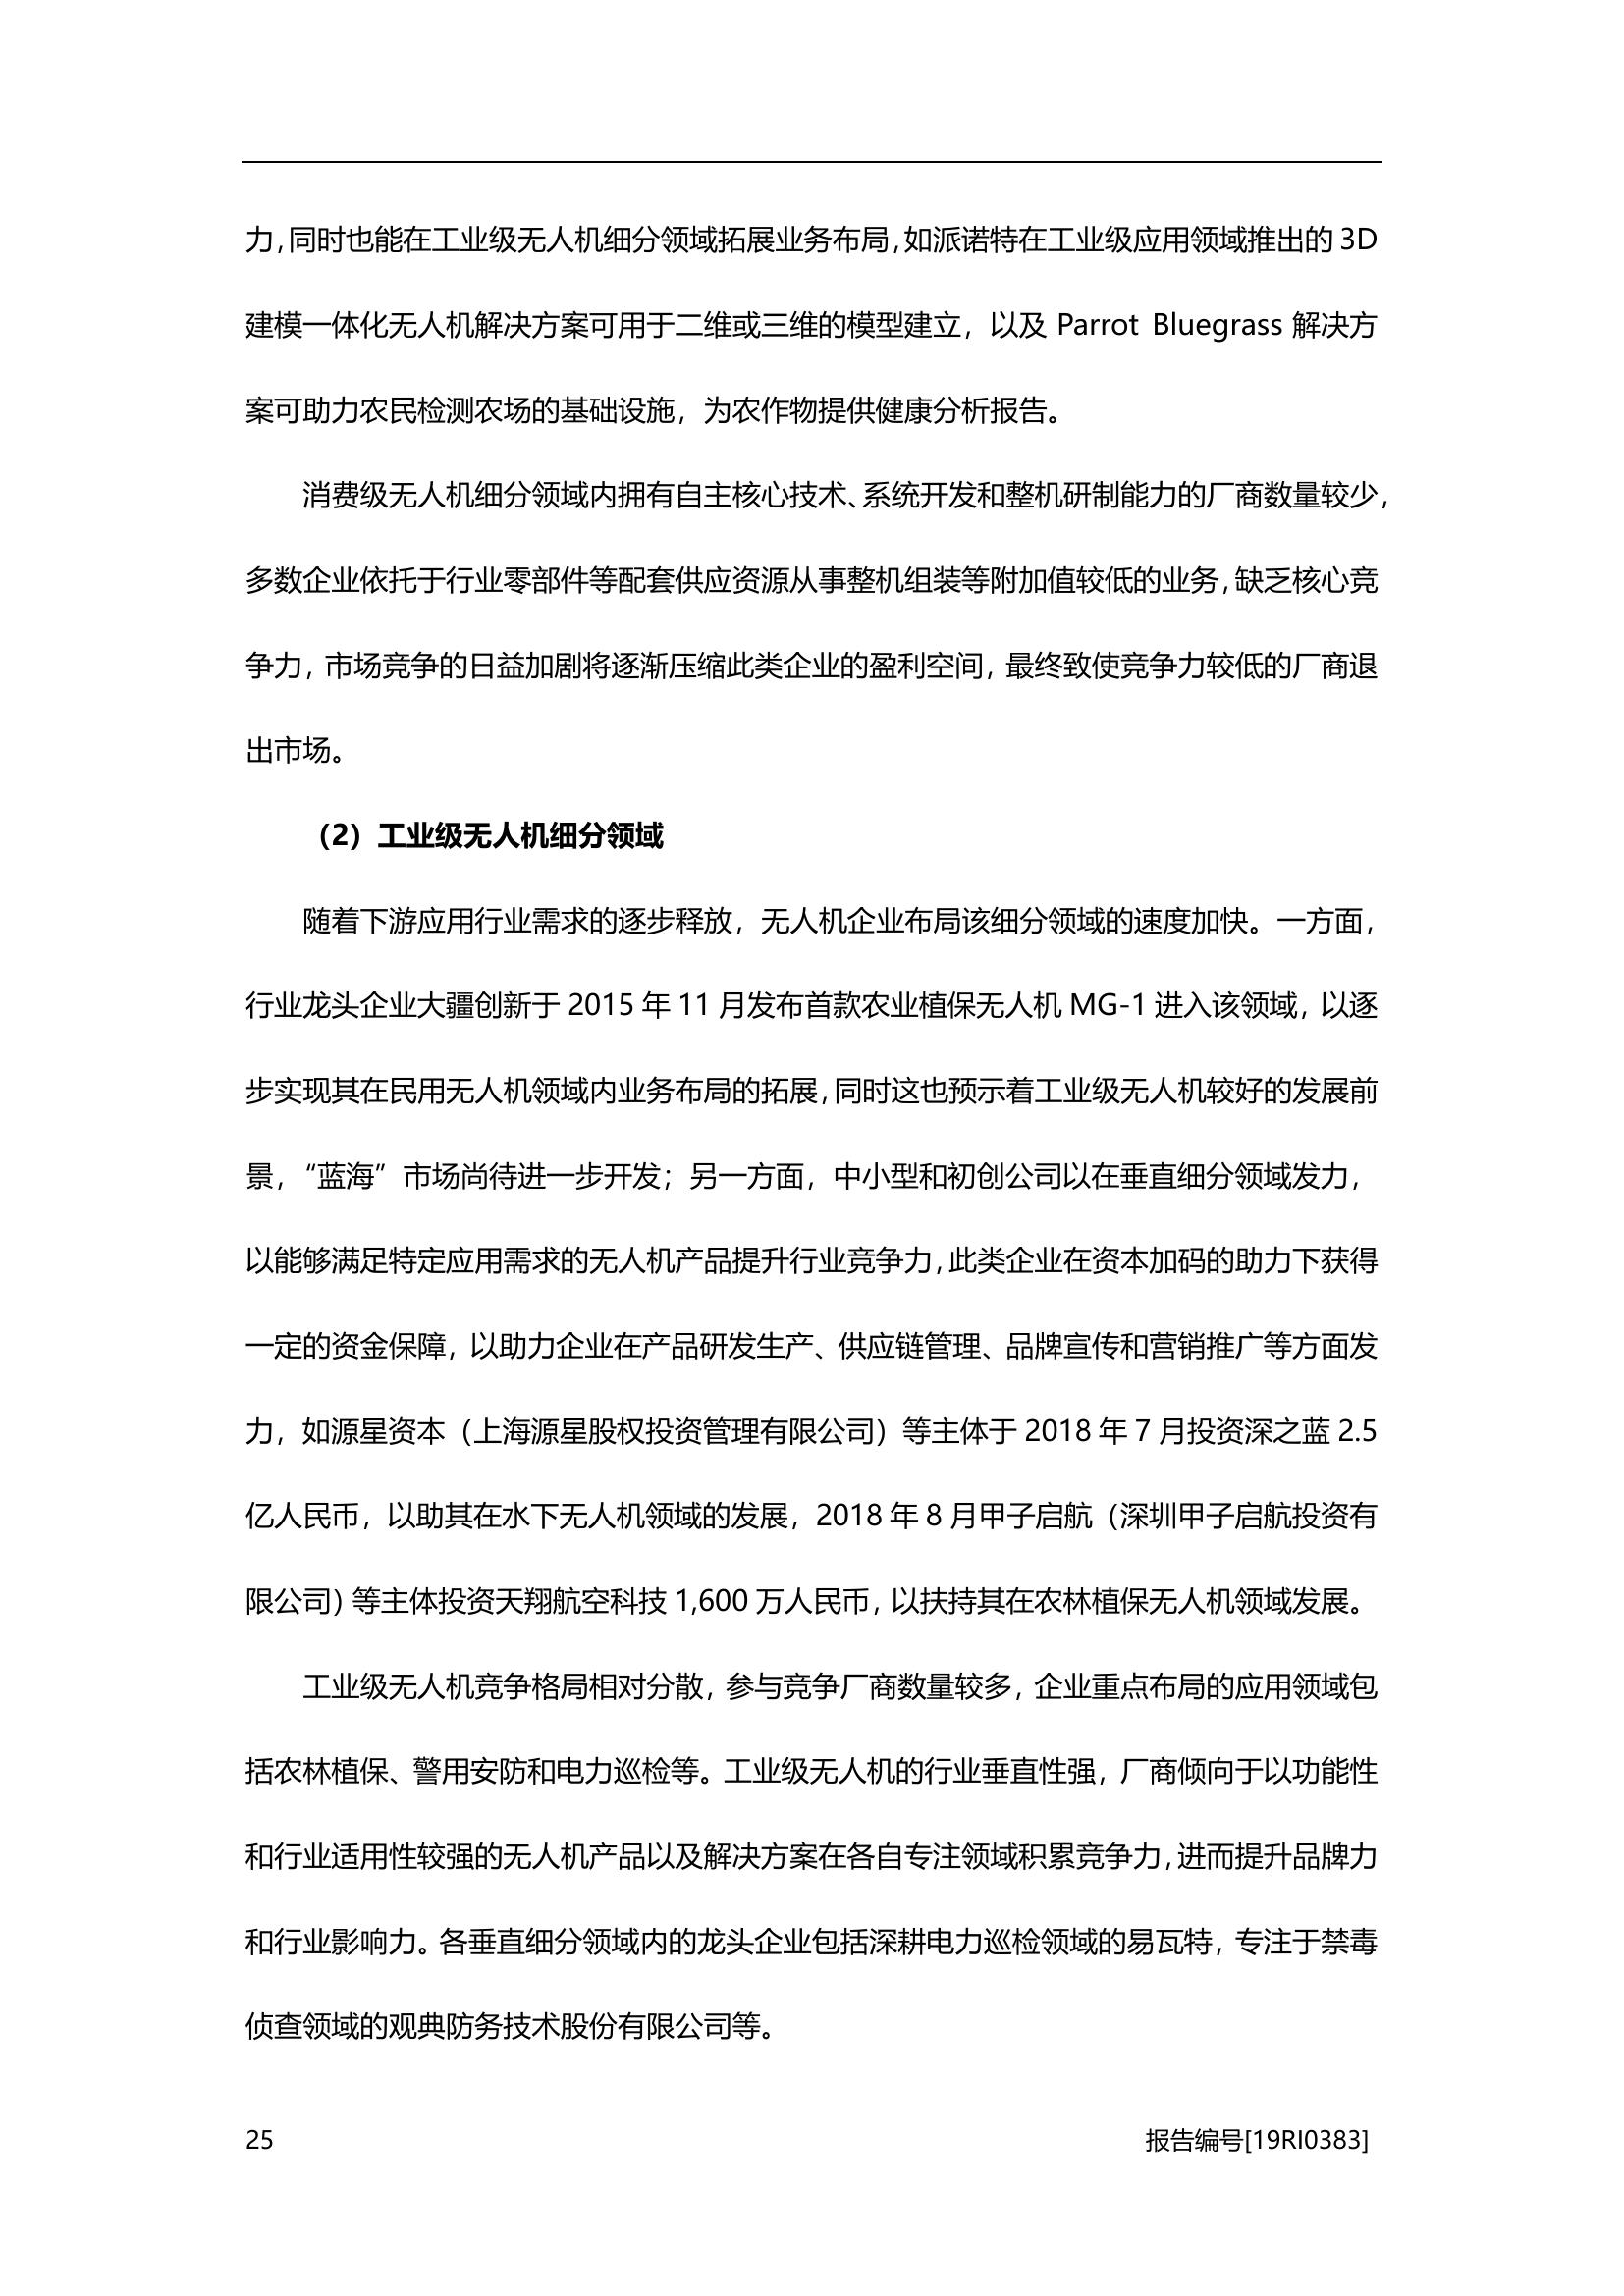 力，同时也能在工业级无人机细分领域拓展业务布局，如派诺特在工业级应用领域推出的 3D
建模一体化无人机解决方案可用于二维或三维的模型建立，以及 Parrot Bluegrass 解决方
案可助力农民检测农场的基础设施，为农作物提供健康分析报告。
消费级无人机细分领域内拥有自主核心技术、系统开发和整机研制能力的厂商数量较少，
多数企业依托于行业零部件等配套供应资源从事整机组装等附加值较低的业务，缺乏核心竞
争力，市场竞争的日益加剧将逐渐压缩此类企业的盈利空间，最终致使竞争力较低的厂商退
出市场。
（2）工业级无人机细分领域
随着下游应用行业需求的逐步释放，无人机企业布局该细分领域的速度加快。一方面，
行业龙头企业大疆创新于 2015 年 11 月发布首款农业植保无人机 MG-1 进入该领域，以逐
步实现其在民用无人机领域内业务布局的拓展，同时这也预示着工业级无人机较好的发展前
景，“蓝海”市场尚待进一步开发；另一方面，中小型和初创公司以在垂直细分领域发力，
以能够满足特定应用需求的无人机产品提升行业竞争力，此类企业在资本加码的助力下获得
一定的资金保障，以助力企业在产品研发生产、供应链管理、品牌宣传和营销推广等方面发
力，如源星资本（上海源星股权投资管理有限公司）等主体于 2018 年 7 月投资深之蓝 2.5
亿人民币，以助其在水下无人机领域的发展，2018 年 8 月甲子启航（深圳甲子启航投资有
限公司）等主体投资天翔航空科技 1,600 万人民币，以扶持其在农林植保无人机领域发展。
工业级无人机竞争格局相对分散，参与竞争厂商数量较多，企业重点布局的应用领域包
括农林植保、警用安防和电力巡检等。工业级无人机的行业垂直性强，厂商倾向于以功能性
和行业适用性较强的无人机产品以及解决方案在各自专注领域积累竞争力，进而提升品牌力
和行业影响力。各垂直细分领域内的龙头企业包括深耕电力巡检领域的易瓦特，专注于禁毒
侦查领域的观典防务技术股份有限公司等。
25 报告编号[19RI0383]